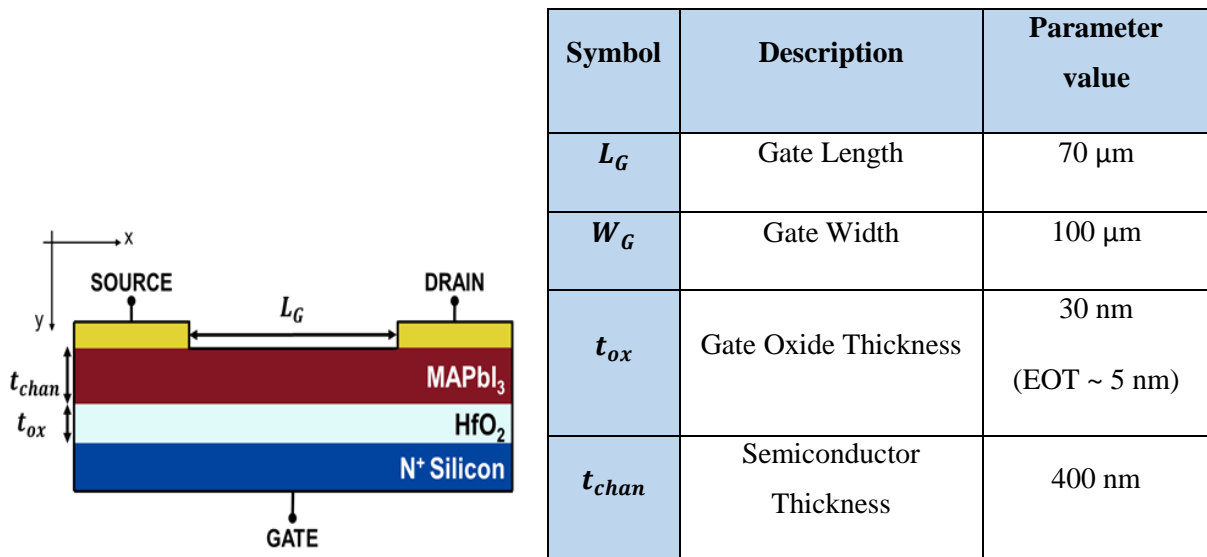 x
y
SOURCE
DRAIN
L_G
t_chan
t_ox
MAPbI₃
HfO₂
N⁺ Silicon
GATE
Symbol Description Parameter
value
L_G Gate Length 70 μm
W_G Gate Width 100 μm
t_ox Gate Oxide Thickness 30 nm
(EOT ~ 5 nm)
t_chan Semiconductor
Thickness 400 nm